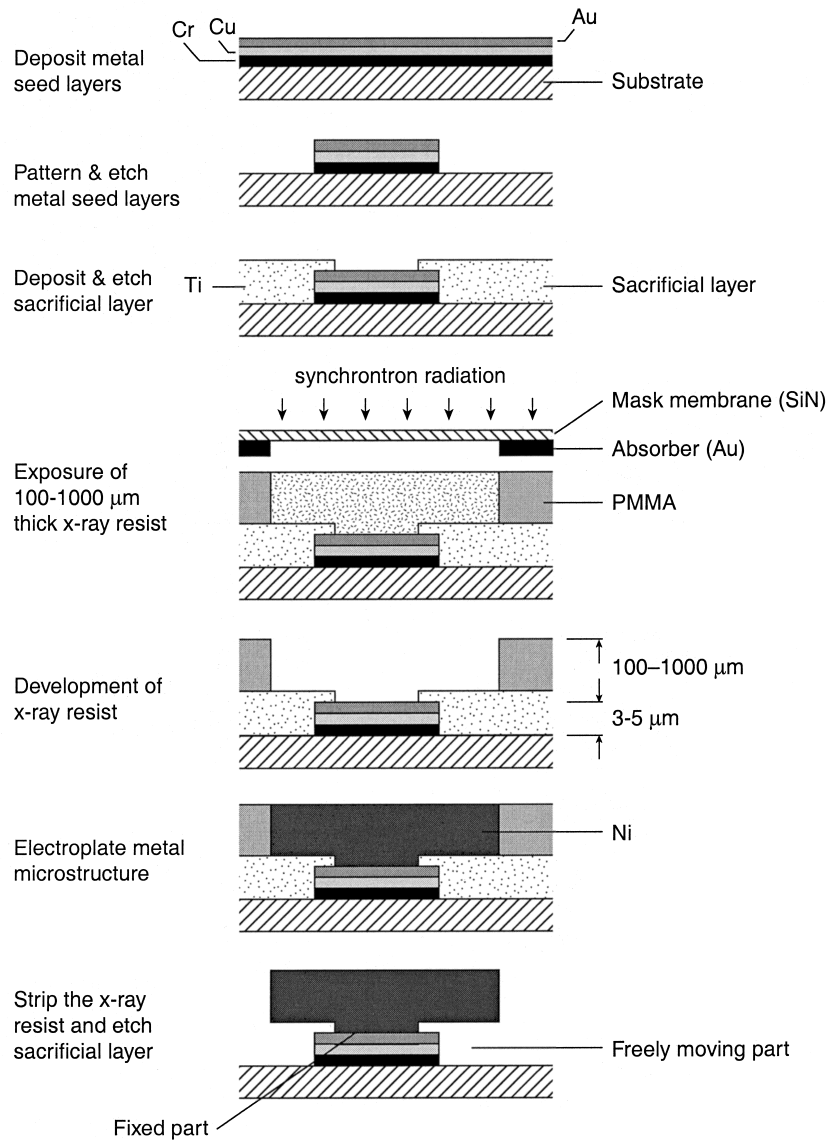 Cr
Cu
Au
Deposit metal
seed layers
Substrate
Pattern & etch
metal seed layers
Deposit & etch
sacrificial layer
Ti
Sacrificial layer
synchrontron radiation
Mask membrane (SiN)
Absorber (Au)
Exposure of
100-1000 μm
thick x-ray resist
PMMA
Development of
x-ray resist
100–1000 μm
3-5 μm
Electroplate metal
microstructure
Ni
Strip the x-ray
resist and etch
sacrificial layer
Freely moving part
Fixed part